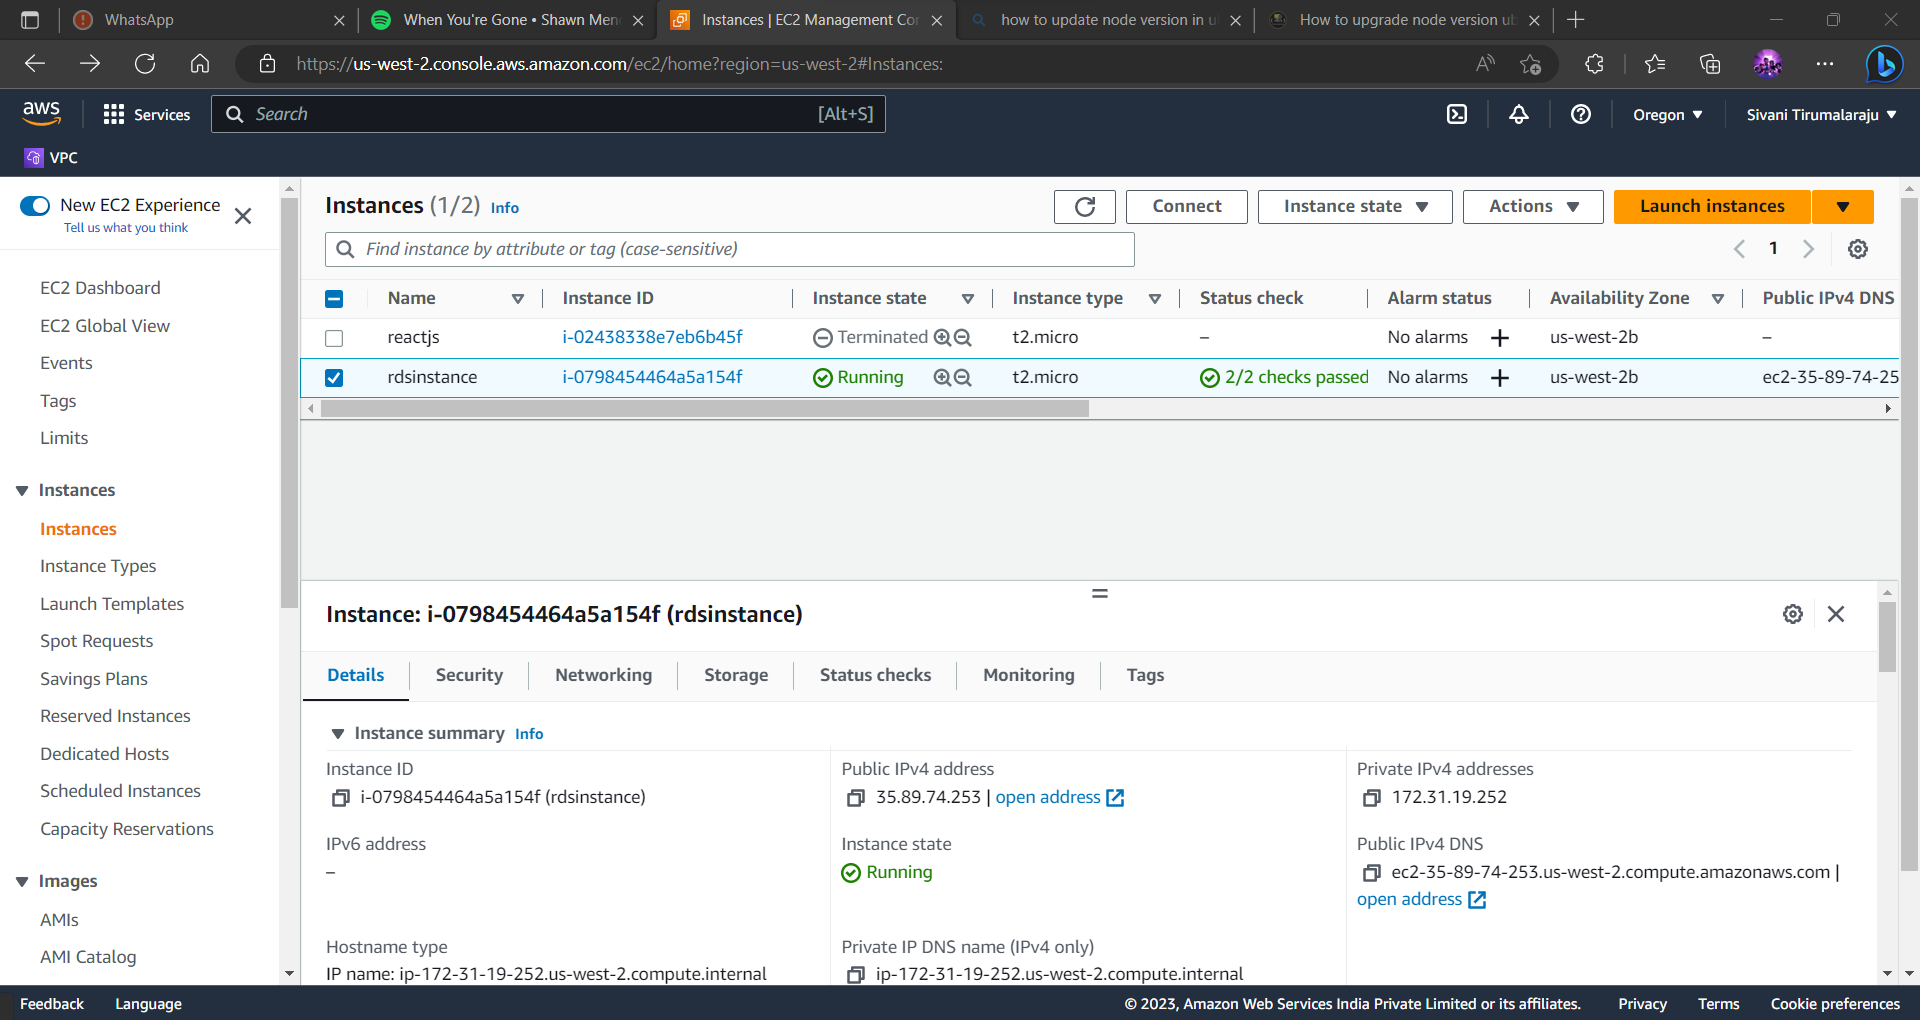 WhatsApp
When You're Gone • Shawn Men
Instances | EC2 Management Co
how to update node version in u
How to upgrade node version ub
https://us-west-2.console.aws.amazon.com/ec2/home?region=us-west-2#Instances:
aws
Services
Search
[Alt+S]
Oregon
Sivani Tirumalaraju
VPC
New EC2 Experience
Tell us what you think
EC2 Dashboard
EC2 Global View
Events
Tags
Limits
Instances
Instances
Instance Types
Launch Templates
Spot Requests
Savings Plans
Reserved Instances
Dedicated Hosts
Scheduled Instances
Capacity Reservations
Images
AMIs
AMI Catalog
Instances (1/2) Info
Connect
Instance state
Actions
Launch instances
Find instance by attribute or tag (case-sensitive)
1
Name Instance ID Instance state Instance type Status check Alarm status Availability Zone Public IPv4 DNS
reactjs i-02438338e7eb6b45f Terminated t2.micro – No alarms + us-west-2b –
rdsinstance i-0798454464a5a154f Running t2.micro 2/2 checks passed No alarms + us-west-2b ec2-35-89-74-25
Instance: i-0798454464a5a154f (rdsinstance)
Details Security Networking Storage Status checks Monitoring Tags
Instance summary Info
Instance ID
i-0798454464a5a154f (rdsinstance)
Public IPv4 address
35.89.74.253 | open address
Private IPv4 addresses
172.31.19.252
IPv6 address
–
Instance state
Running
Public IPv4 DNS
ec2-35-89-74-253.us-west-2.compute.amazonaws.com |
open address
Hostname type
IP name: ip-172-31-19-252.us-west-2.compute.internal
Private IP DNS name (IPv4 only)
ip-172-31-19-252.us-west-2.compute.internal
Feedback Language © 2023, Amazon Web Services India Private Limited or its affiliates. Privacy Terms Cookie preferences